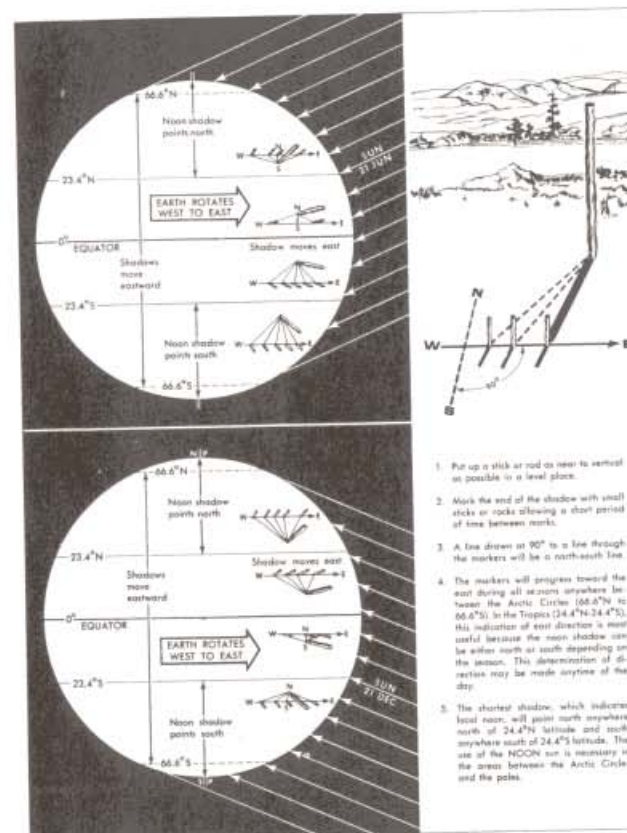 66.6°N
Noon shadow
points north
W E
S
23.4°N
SUN
21 JUN
EARTH ROTATES
WEST TO EAST
N
W E
S
0°
EQUATOR
Shadow moves east
Shadows
move
eastward
W E
23.4°S
Noon shadow
points south
W E
66.6°S
N
W E
S
90°
66.6°N
Noon shadow
points north
W E
23.4°N
Shadow moves east
W E
Shadows
move
eastward
0°
EQUATOR
W E
S
EARTH ROTATES
WEST TO EAST
23.4°S
SUN
21 DEC
N
W E
Noon shadow
points south
66.6°S
1. Put up a stick or rod as near to vertical
as possible in a level place.
2. Mark the end of the shadow with small
sticks or rocks allowing a short period
of time between marks.
3. A line drawn at 90° to a line through
the markers will be a north-south line.
4. The markers will progress toward the
east during all seasons anywhere be-
tween the Arctic Circles (66.6°N to
66.6°S). In the Tropics (24.4°N-24.4°S),
this indication of east direction is most
useful because the noon shadow can
be either north or south depending on
the season. This determination of di-
rection may be made anytime of the
day.
5. The shortest shadow, which indicates
local noon, will point north anywhere
north of 24.4°N latitude and south
anywhere south of 24.4°S latitude. The
use of the NOON sun is necessary in
the areas between the Arctic Circles
and the poles.